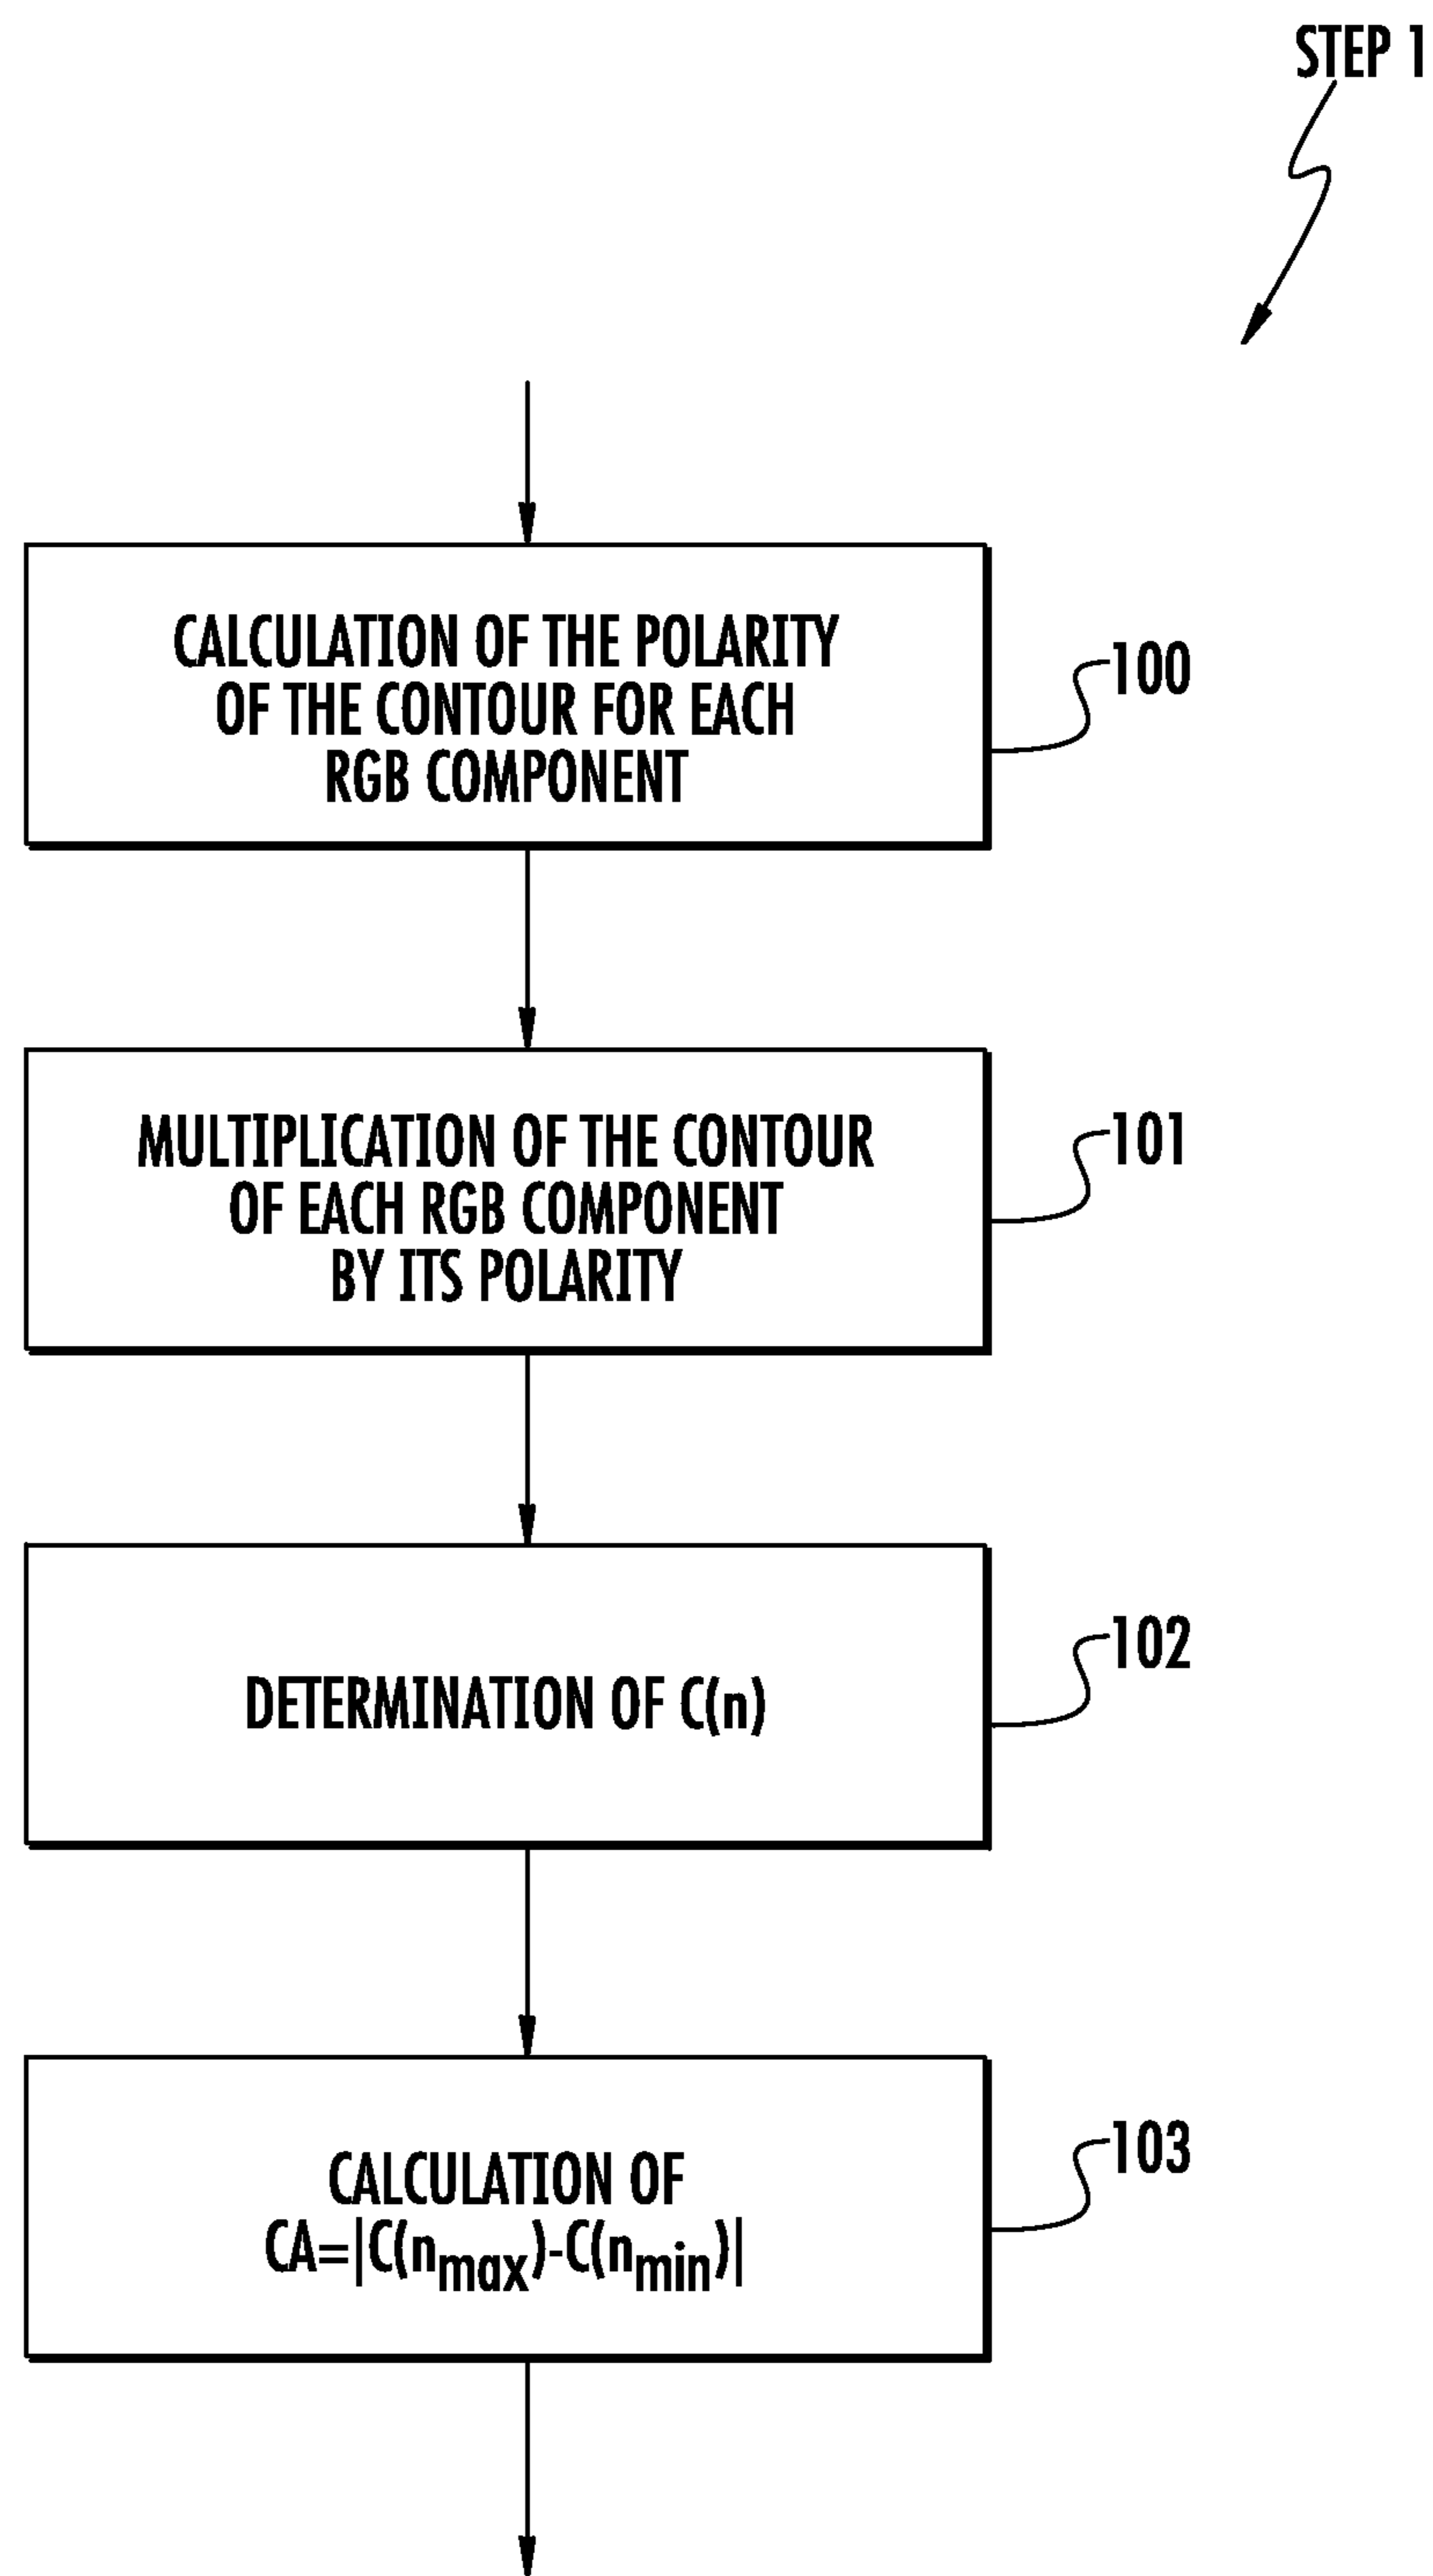 STEP 1
CALCULATION OF THE POLARITY
OF THE CONTOUR FOR EACH
RGB COMPONENT
100
MULTIPLICATION OF THE CONTOUR
OF EACH RGB COMPONENT
BY ITS POLARITY
101
DETERMINATION OF C(n)
102
CALCULATION OF
CA=|C(nmax)-C(nmin)|
103